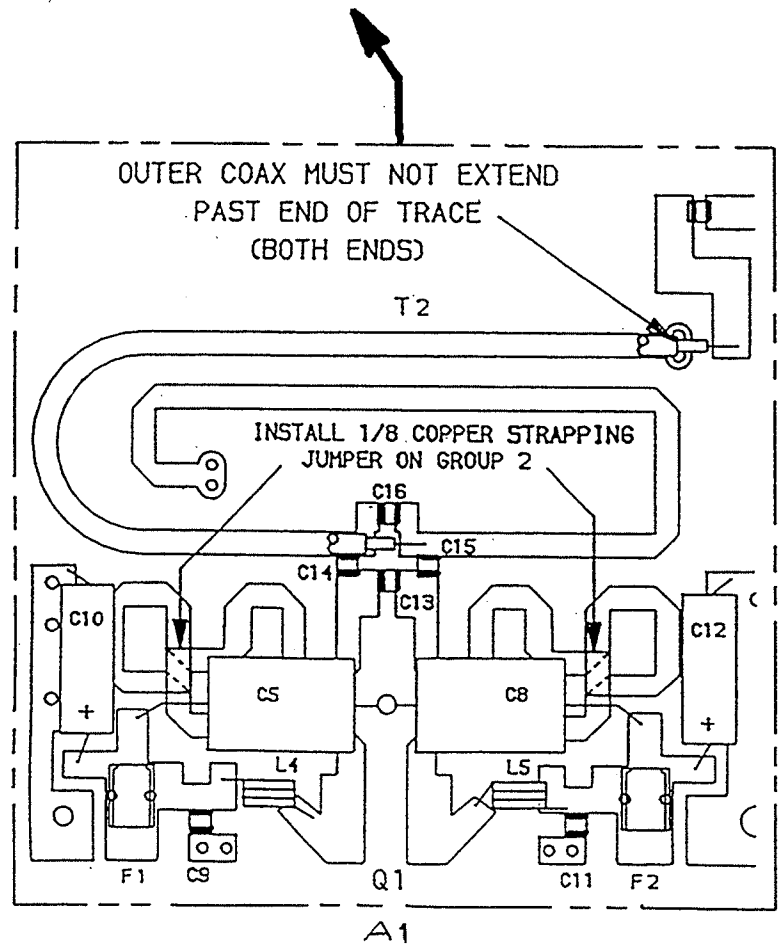 OUTER COAX MUST NOT EXTEND
PAST END OF TRACE
(BOTH ENDS)
T2
INSTALL 1/8 COPPER STRAPPING
JUMPER ON GROUP 2
C16
C15
C14
C13
C10
C12
C5
C8
+
+
L4
L5
F1
C9
Q1
C11
F2
A1